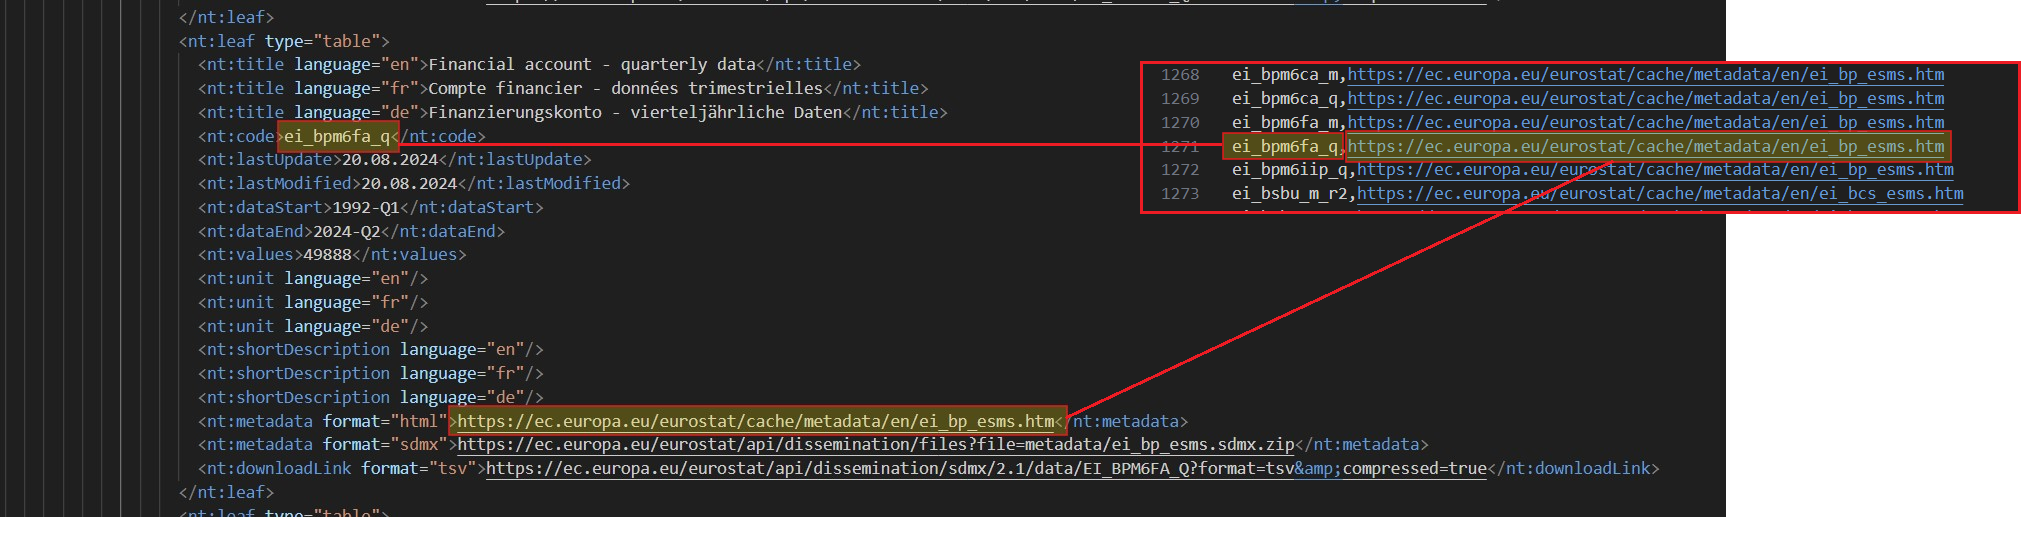 </nt:leaf>
<nt:leaf type="table">
<nt:title language="en">Financial account - quarterly data</nt:title>
<nt:title language="fr">Compte financier - données trimestrielles</nt:title>
<nt:title language="de">Finanzierungskonto - vierteljährliche Daten</nt:title>
<nt:code>ei_bpm6fa_q</nt:code>
<nt:lastUpdate>20.08.2024</nt:lastUpdate>
<nt:lastModified>20.08.2024</nt:lastModified>
<nt:dataStart>1992-Q1</nt:dataStart>
<nt:dataEnd>2024-Q2</nt:dataEnd>
<nt:values>49888</nt:values>
<nt:unit language="en"/>
<nt:unit language="fr"/>
<nt:unit language="de"/>
<nt:shortDescription language="en"/>
<nt:shortDescription language="fr"/>
<nt:shortDescription language="de"/>
<nt:metadata format="html">https://ec.europa.eu/eurostat/cache/metadata/en/ei_bp_esms.htm</nt:metadata>
<nt:metadata format="sdmx">https://ec.europa.eu/eurostat/api/dissemination/files?file=metadata/ei_bp_esms.sdmx.zip</nt:metadata>
<nt:downloadLink format="tsv">https://ec.europa.eu/eurostat/api/dissemination/sdmx/2.1/data/EI_BPM6FA_Q?format=tsv&amp;compressed=true</nt:downloadLink>
</nt:leaf>
<nt:leaf type="table">
1268 ei_bpm6ca_m,https://ec.europa.eu/eurostat/cache/metadata/en/ei_bp_esms.htm
1269 ei_bpm6ca_q,https://ec.europa.eu/eurostat/cache/metadata/en/ei_bp_esms.htm
1270 ei_bpm6fa_m,https://ec.europa.eu/eurostat/cache/metadata/en/ei_bp_esms.htm
1271 ei_bpm6fa_q,https://ec.europa.eu/eurostat/cache/metadata/en/ei_bp_esms.htm
1272 ei_bpm6iip_q,https://ec.europa.eu/eurostat/cache/metadata/en/ei_bp_esms.htm
1273 ei_bsbu_m_r2,https://ec.europa.eu/eurostat/cache/metadata/en/ei_bcs_esms.htm